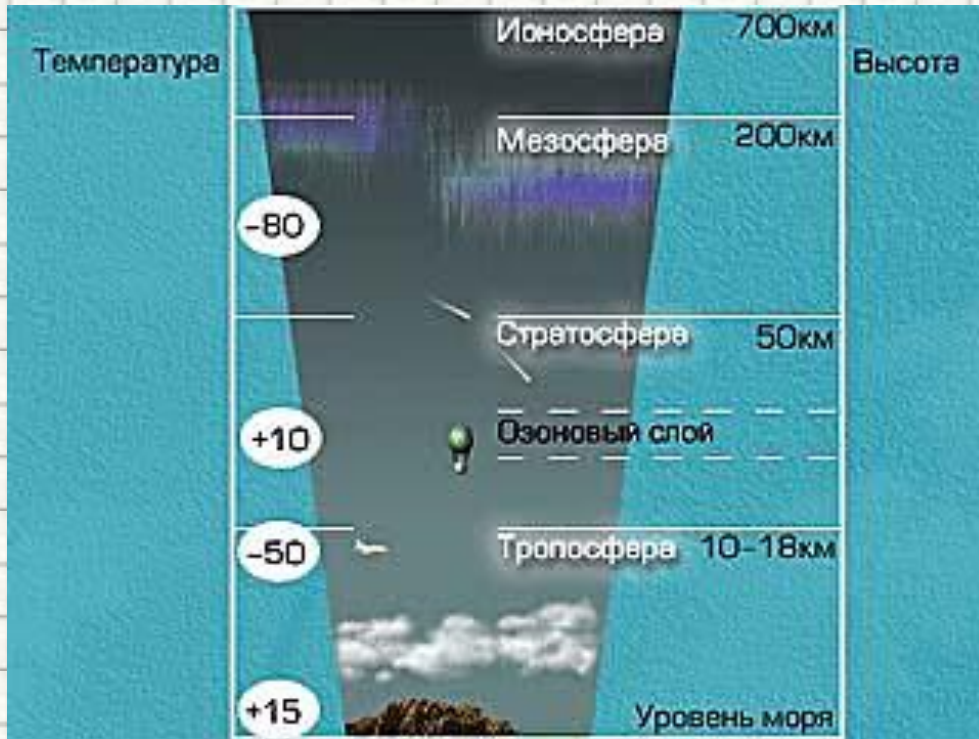 Ионосфера 700км
Температура
Высота
Мезосфера 200км
-80
Стратосфера 50км
+10
Озоновый слой
-50
Тропосфера 10-18км
+15
Уровень моря